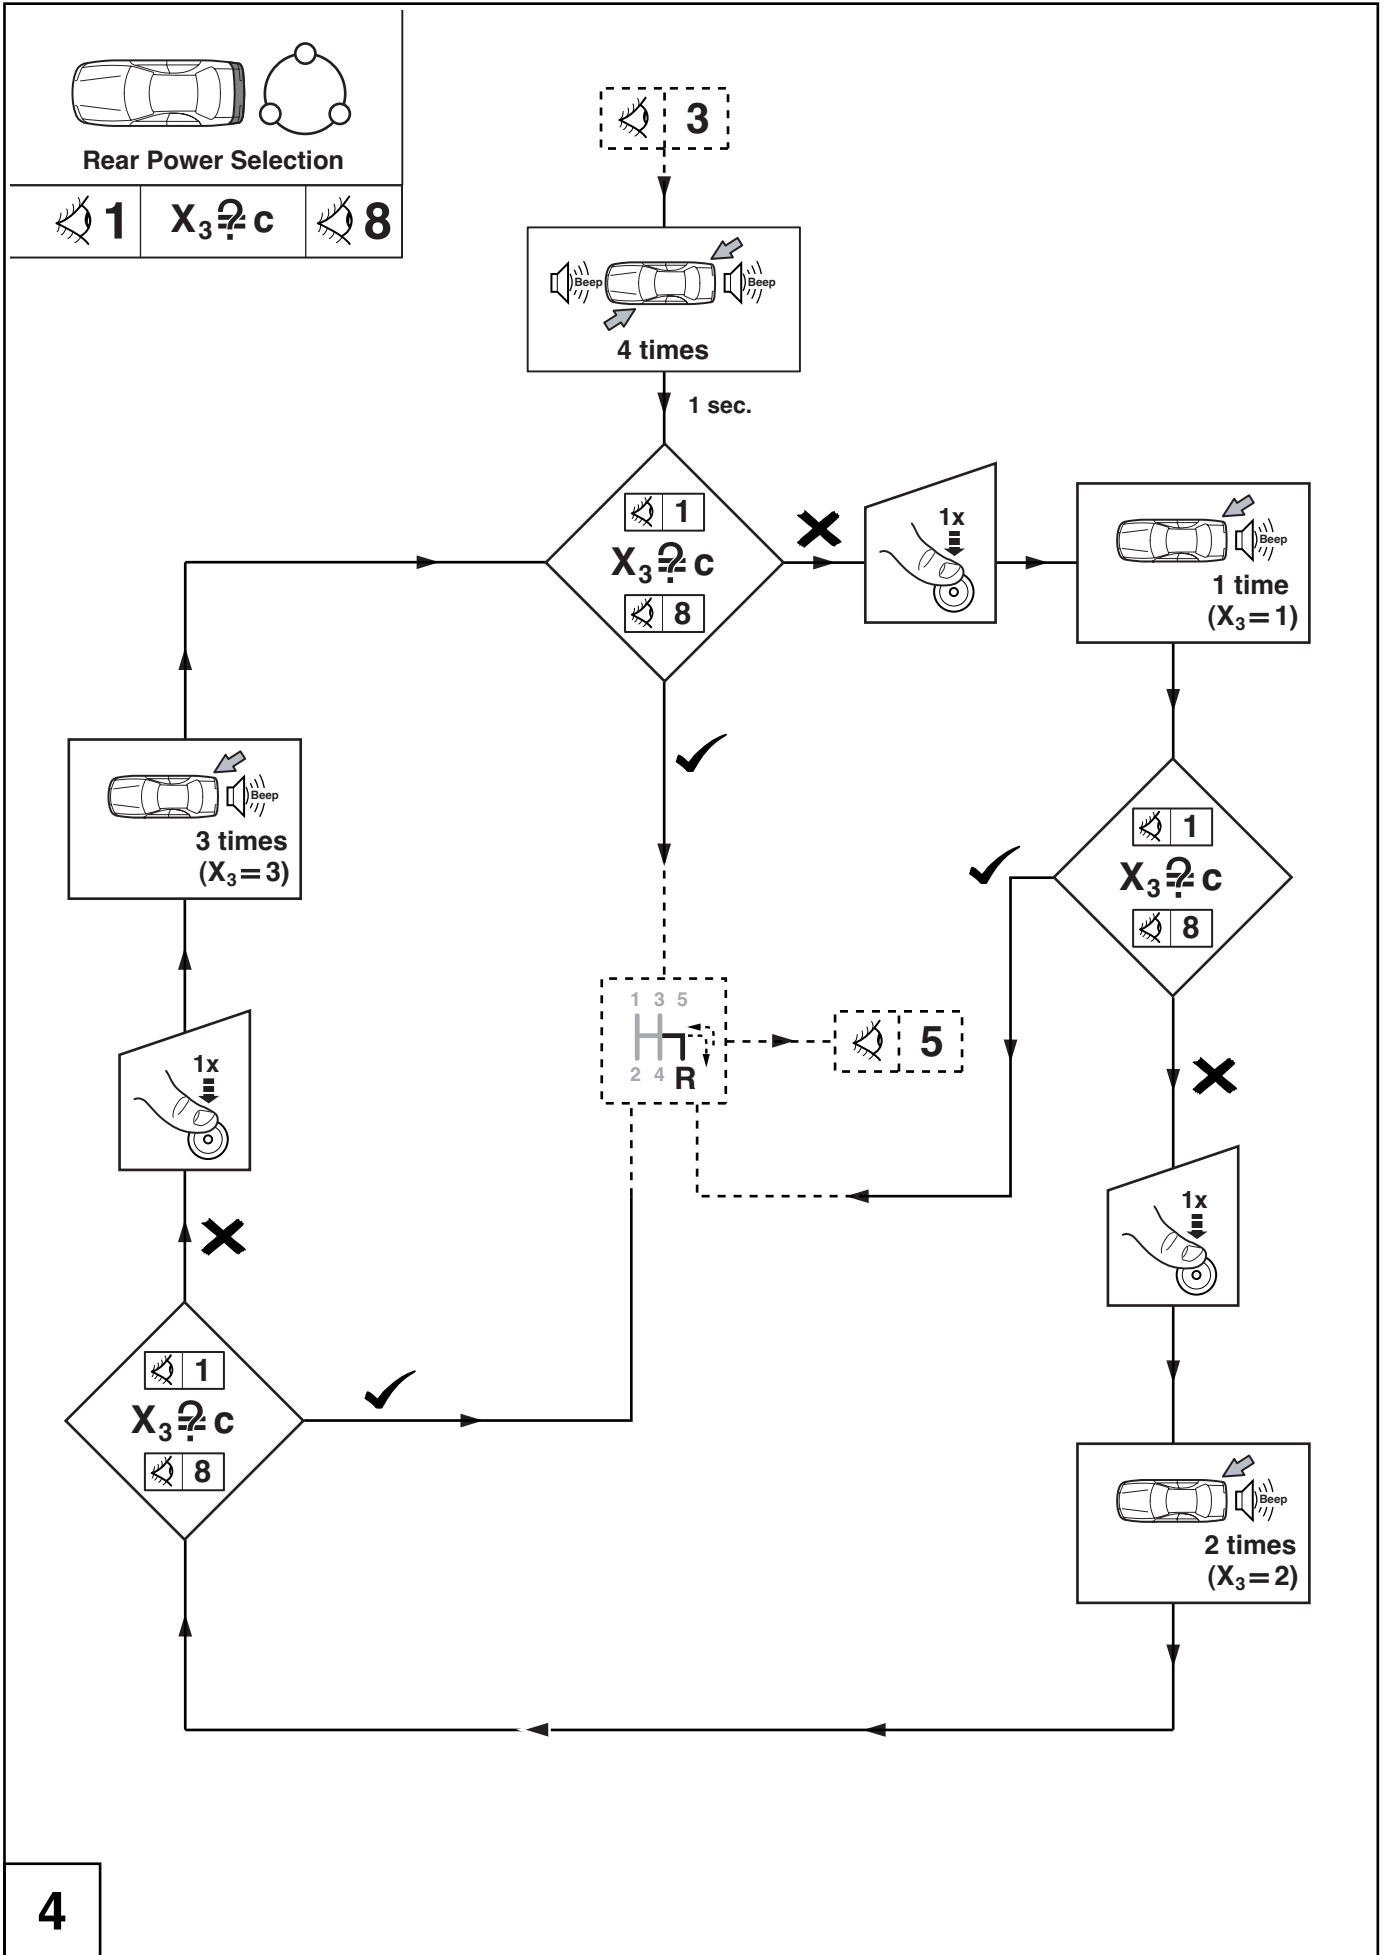 Rear Power Selection
1
X₃ ≟ c
8
3
Beep
Beep
4 times
1 sec.
1
X₃ ≟ c
8
1x
Beep
1 time
(X₃ = 1)
Beep
3 times
(X₃ = 3)
1
X₃ ≟ c
8
1 3 5
2 4 R
5
1x
1x
1
X₃ ≟ c
8
Beep
2 times
(X₃ = 2)
4